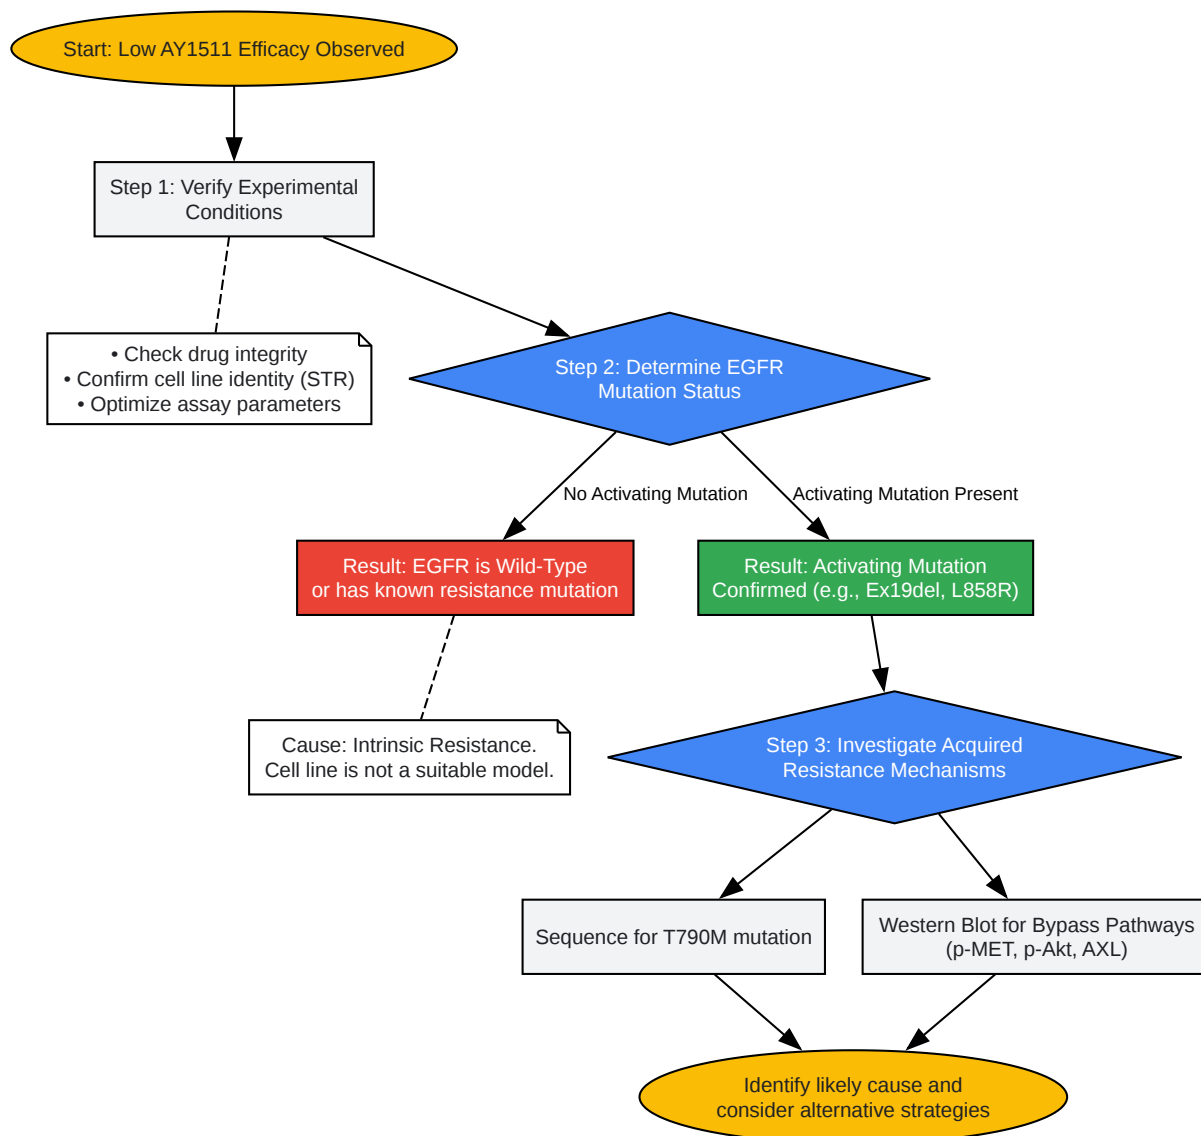 Start: Low AY1511 Efficacy Observed
Step 1: Verify Experimental
Conditions
• Check drug integrity
• Confirm cell line identity (STR)
• Optimize assay parameters
Step 2: Determine EGFR
Mutation Status
No Activating Mutation
Activating Mutation Present
Result: EGFR is Wild-Type
or has known resistance mutation
Result: Activating Mutation
Confirmed (e.g., Ex19del, L858R)
Cause: Intrinsic Resistance.
Cell line is not a suitable model.
Step 3: Investigate Acquired
Resistance Mechanisms
Sequence for T790M mutation
Western Blot for Bypass Pathways
(p-MET, p-Akt, AXL)
Identify likely cause and
consider alternative strategies